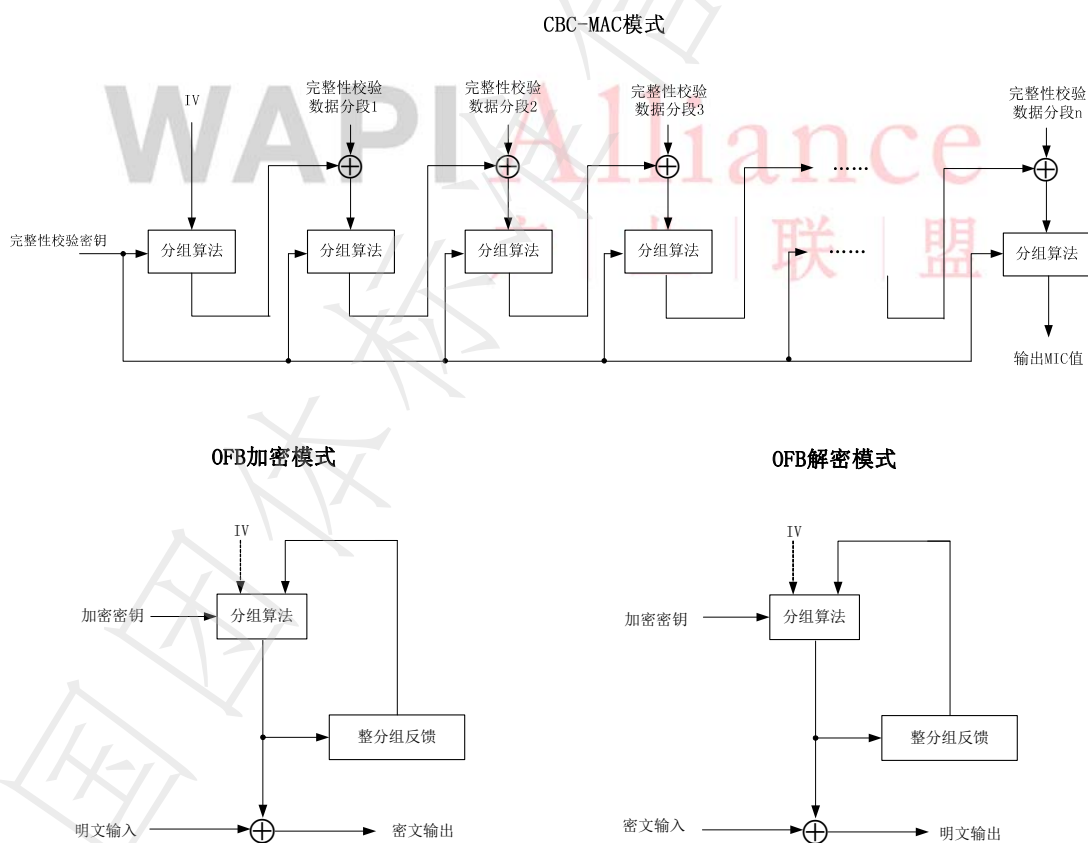 CBC-MAC模式
IV
完整性校验
数据分段1
完整性校验
数据分段2
完整性校验
数据分段3
完整性校验
数据分段n
WAPI Alliance
……
完整性校验密钥
分组算法
分组算法
分组算法
分组算法
……
分组算法
联
盟
输出MIC值
OFB加密模式
OFB解密模式
IV
IV
加密密钥
分组算法
加密密钥
分组算法
整分组反馈
整分组反馈
明文输入
密文输出
密文输入
明文输出
国团体标准信